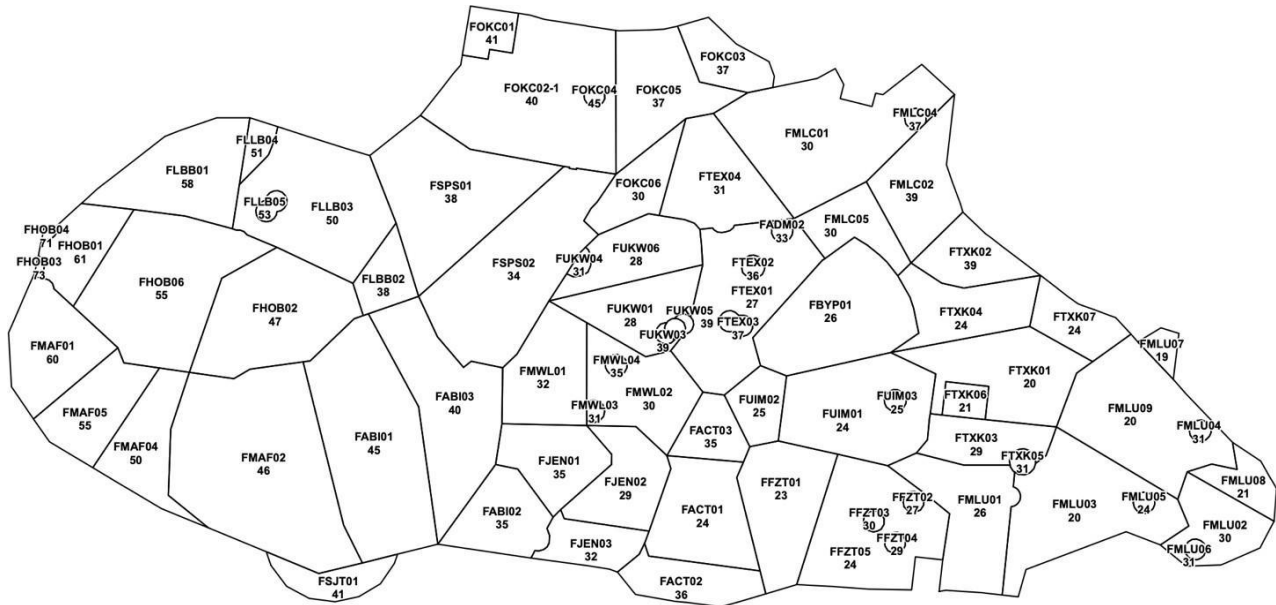 FOKC01
41
FOKC02-1
40
FOKC04
45
FOKC05
37
FOKC03
37
FMLC04
37
FMLC01
30
FLLB04
51
FLBB01
58
FLLB05
53
FLLB03
50
FSPS01
38
FOKC06
30
FTEX04
31
FMLC02
39
FADM02
33
FMLC05
30
FHOB04
71
FHOB01
61
FHOB03
73
FHOB06
55
FHOB02
47
FLBB02
38
FSPS02
34
FUKW04
31
FUKW06
28
FTEX02
36
FTEX01
27
FTXK02
39
FUKW01
28
FUKW05
39
FUKW03
39
FTEX03
37
FBYP01
26
FTXK04
24
FTXK07
24
FMLU07
19
FMAF01
60
FMAF05
55
FMAF04
50
FMAF02
46
FABI01
45
FABI03
40
FMWL01
32
FMWL04
35
FMWL02
30
FMWL03
31
FACT03
35
FUIM02
25
FUIM01
24
FUIM03
25
FTXK01
20
FTXK06
21
FTXK03
29
FTXK05
31
FMLU09
20
FMLU04
31
FMLU08
21
FJEN01
35
FJEN02
29
FABI02
35
FJEN03
32
FACT01
24
FACT02
36
FFZT01
23
FFZT02
27
FFZT03
30
FFZT04
29
FFZT05
24
FMLU01
26
FMLU03
20
FMLU05
24
FMLU02
30
FMLU06
31
FSJT01
41